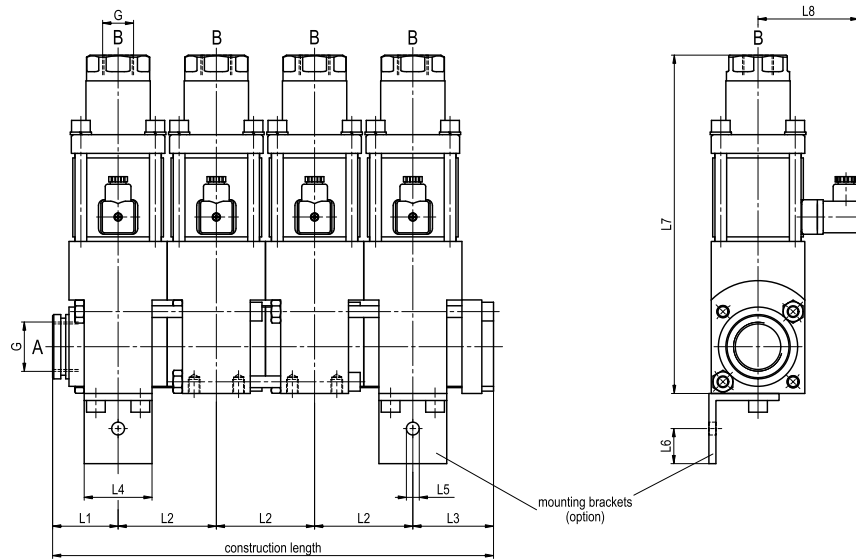 G
B
B
B
B
B
L8
L7
G
A
L6
L4
L5
mounting brackets
(option)
L1
L2
L2
L2
L3
construction length